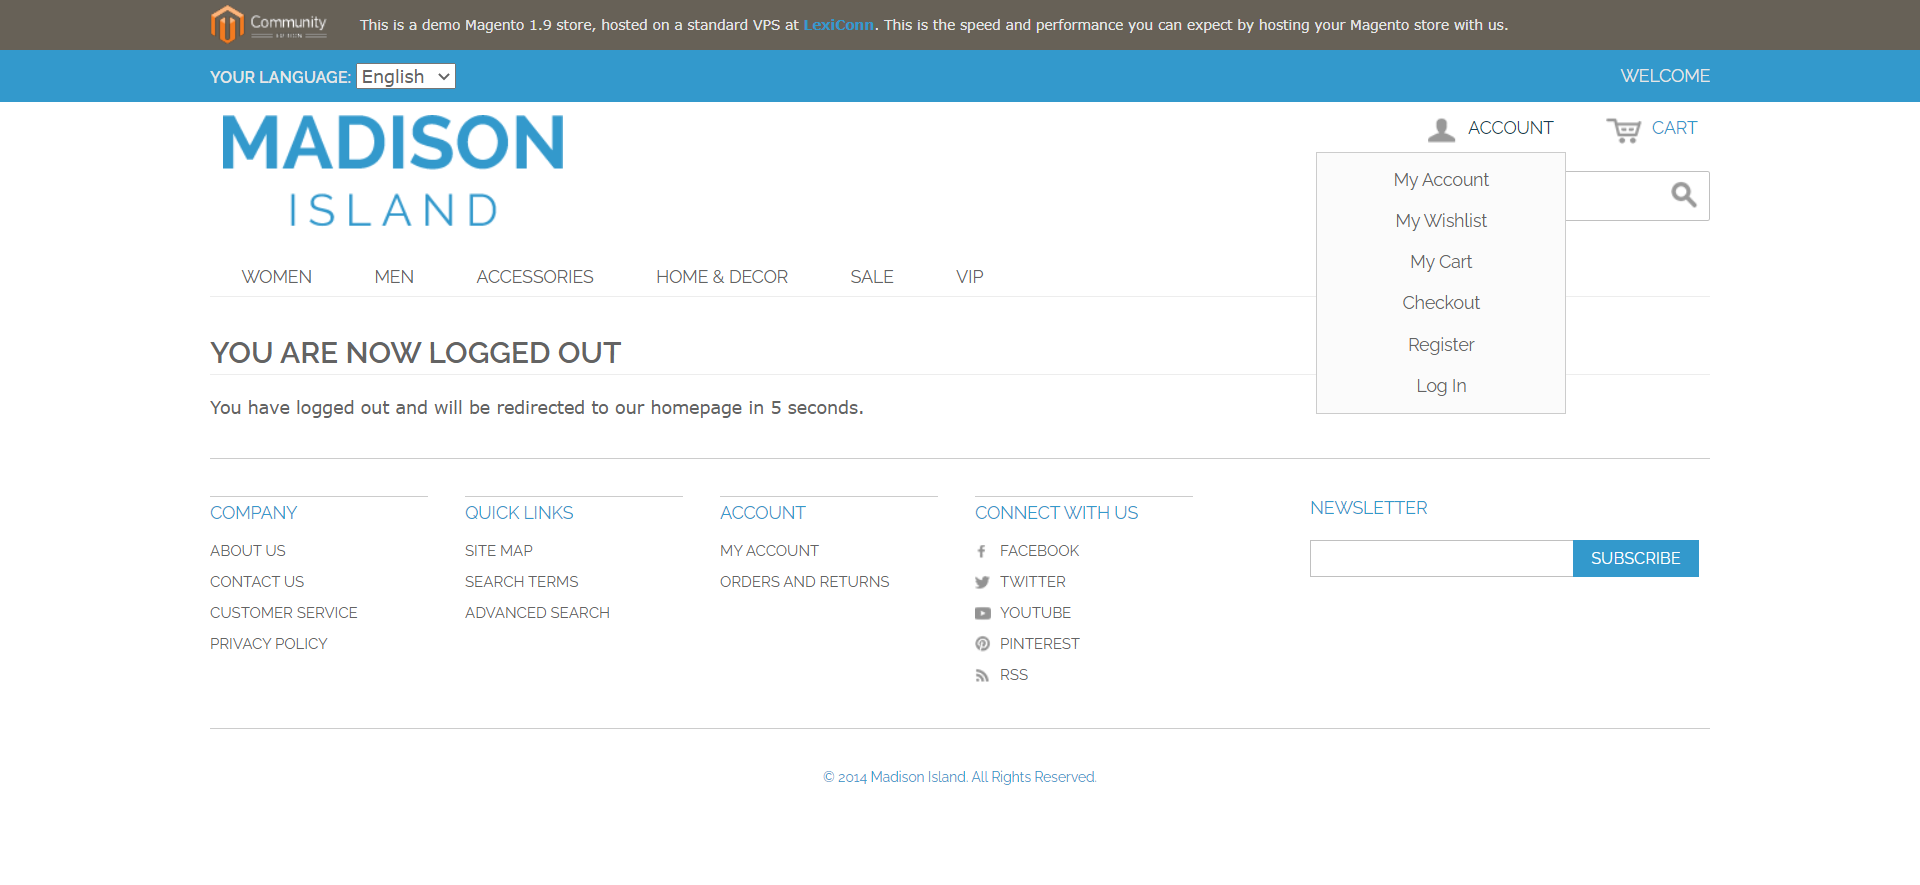 Community
This is a demo Magento 1.9 store, hosted on a standard VPS at LexiConn. This is the speed and performance you can expect by hosting your Magento store with us.
YOUR LANGUAGE: English
WELCOME
MADISON
ISLAND
ACCOUNT
CART
My Account
My Wishlist
My Cart
Checkout
Register
Log In
WOMEN MEN ACCESSORIES HOME & DECOR SALE VIP
YOU ARE NOW LOGGED OUT
You have logged out and will be redirected to our homepage in 5 seconds.
COMPANY
ABOUT US
CONTACT US
CUSTOMER SERVICE
PRIVACY POLICY
QUICK LINKS
SITE MAP
SEARCH TERMS
ADVANCED SEARCH
ACCOUNT
MY ACCOUNT
ORDERS AND RETURNS
CONNECT WITH US
FACEBOOK
TWITTER
YOUTUBE
PINTEREST
RSS
NEWSLETTER
SUBSCRIBE
© 2014 Madison Island. All Rights Reserved.